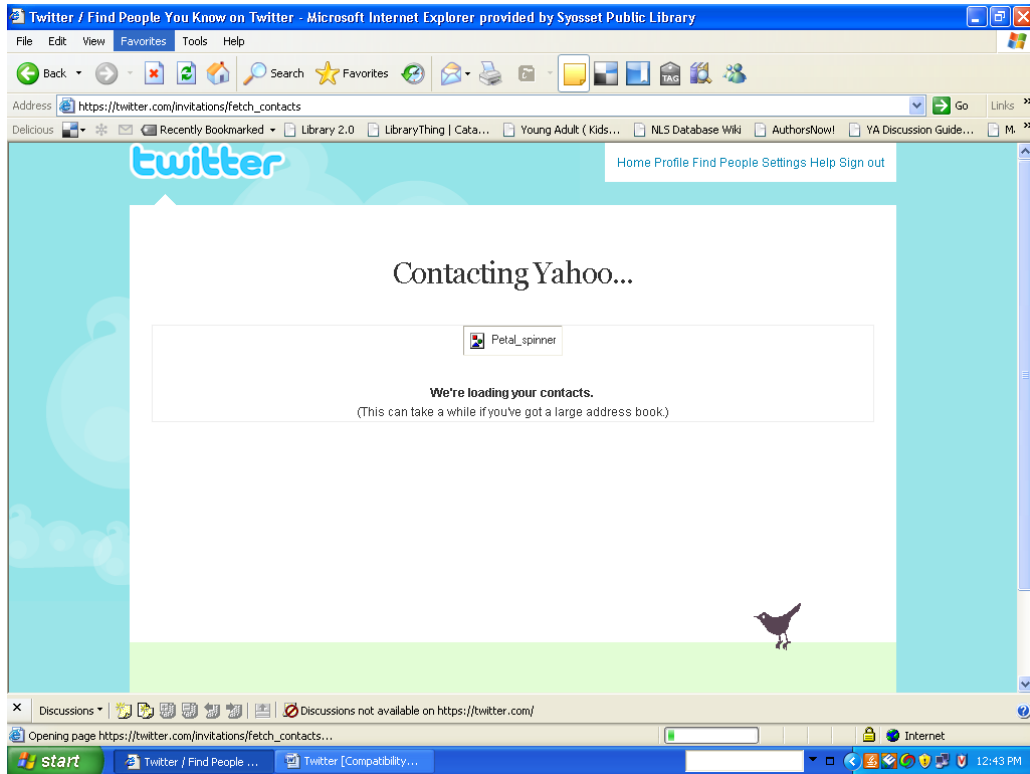 Twitter / Find People You Know on Twitter - Microsoft Internet Explorer provided by Syosset Public Library
File Edit View Favorites Tools Help
Back Search Favorites TAG
Address https://twitter.com/invitations/fetch_contacts Go Links »
Delicious Recently Bookmarked Library 2.0 LibraryThing | Cata... Young Adult ( Kids... NLS Database Wiki AuthorsNow! YA Discussion Guide... M. »
twitter
Home Profile Find People Settings Help Sign out
Contacting Yahoo...
Petal_spinner
We're loading your contacts.
(This can take a while if you've got a large address book.)
Discussions Discussions not available on https://twitter.com/
Opening page https://twitter.com/invitations/fetch_contacts... Internet
start Twitter / Find People ... Twitter [Compatibility... 12:43 PM